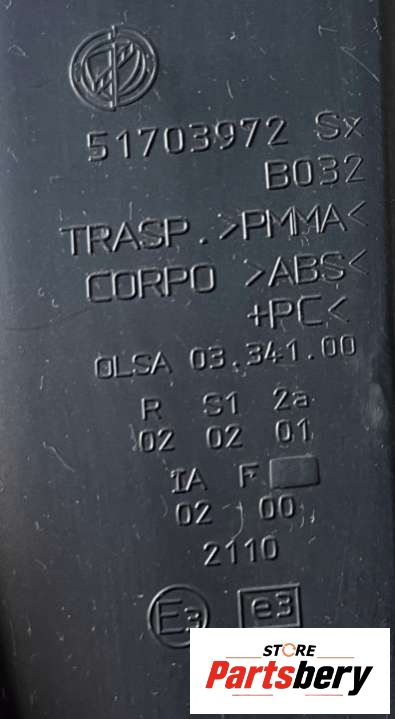 51703972 Sx
B032
TRASP. >PMMA<
CORPO >ABS<
+PC<
OLSA 03.341.00
R S1 2a
02 02 01
IA F
02 00
2110
E3 e3
STORE
Partsbery